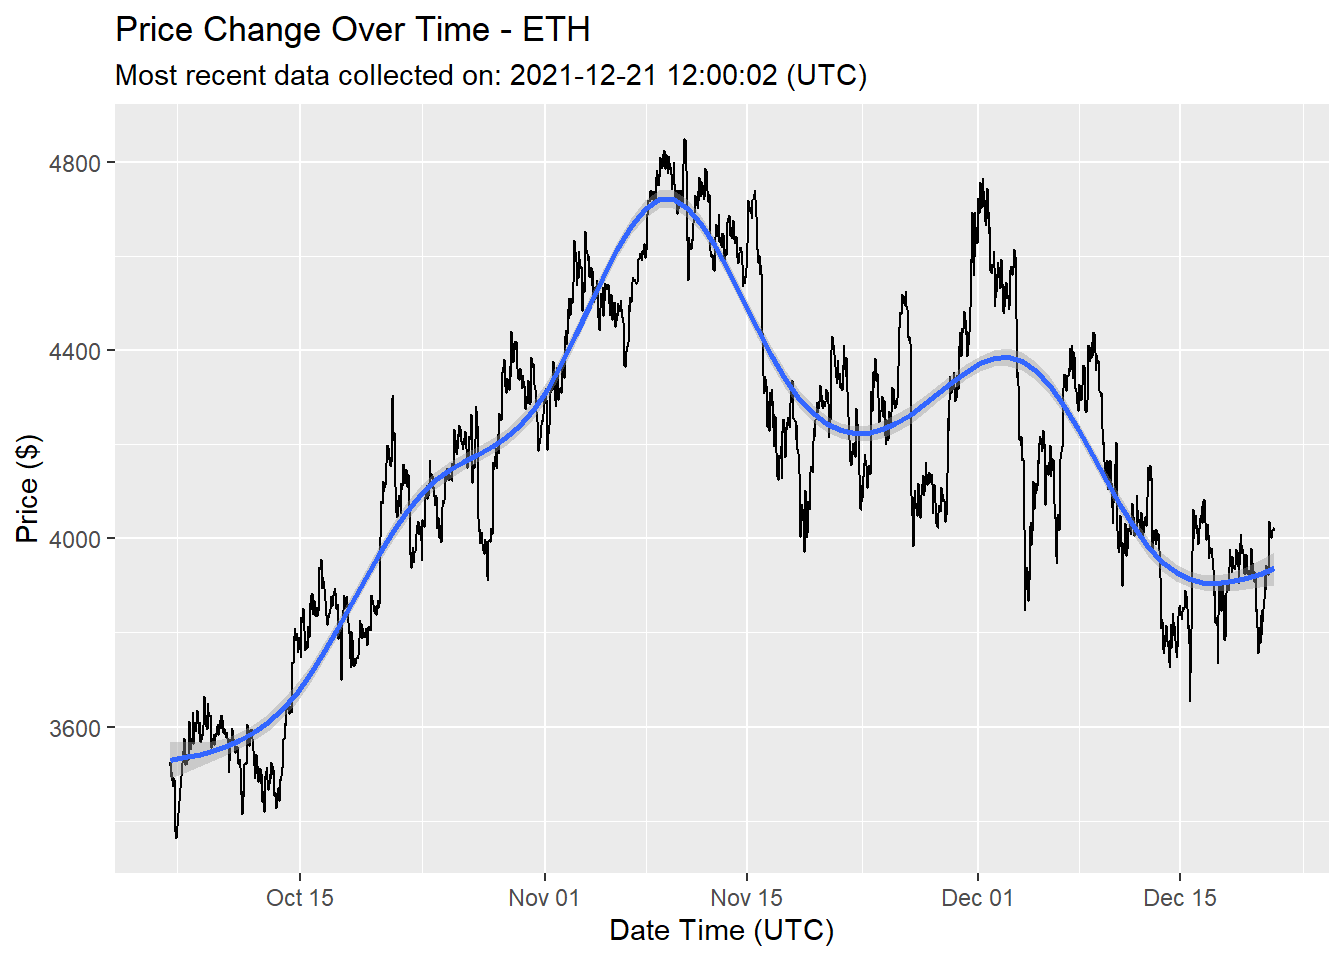 Price Change Over Time - ETH
Most recent data collected on: 2021-12-21 12:00:02 (UTC)
4800
4400
4000
3600
Price ($)
Oct 15
Nov 01
Nov 15
Dec 01
Dec 15
Date Time (UTC)